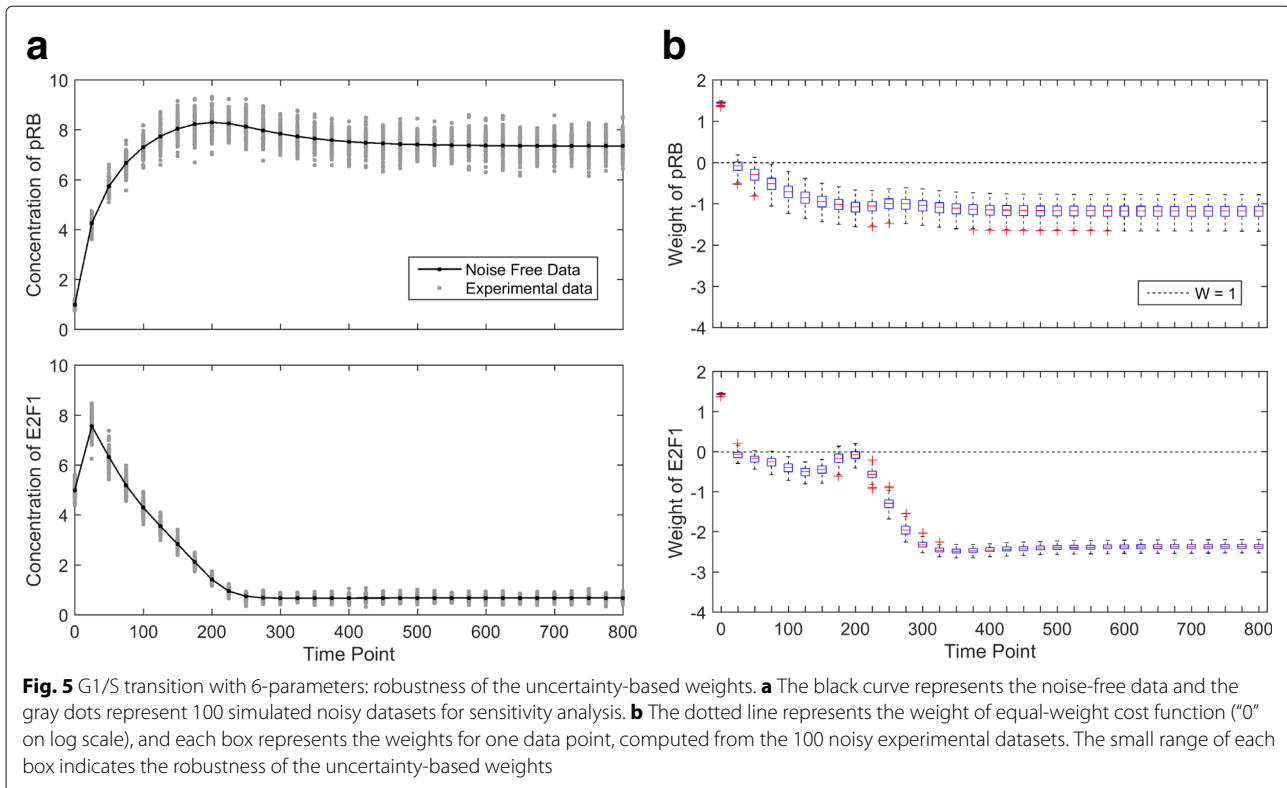 a
b
10
8
6
4
2
0
Concentration of pRB
Noise Free Data
Experimental data
2
1
0
-1
-2
-3
-4
Weight of pRB
W = 1
10
8
6
4
2
0
Concentration of E2F1
0 100 200 300 400 500 600 700 800
Time Point
2
1
0
-1
-2
-3
-4
Weight of E2F1
0 100 200 300 400 500 600 700 800
Time Point
Fig. 5 G1/S transition with 6-parameters: robustness of the uncertainty-based weights. a The black curve represents the noise-free data and the
gray dots represent 100 simulated noisy datasets for sensitivity analysis. b The dotted line represents the weight of equal-weight cost function (“0”
on log scale), and each box represents the weights for one data point, computed from the 100 noisy experimental datasets. The small range of each
box indicates the robustness of the uncertainty-based weights